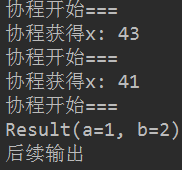 协程开始===
协程获得x: 43
协程开始===
协程获得x: 41
协程开始===
Result(a=1, b=2)
后续输出